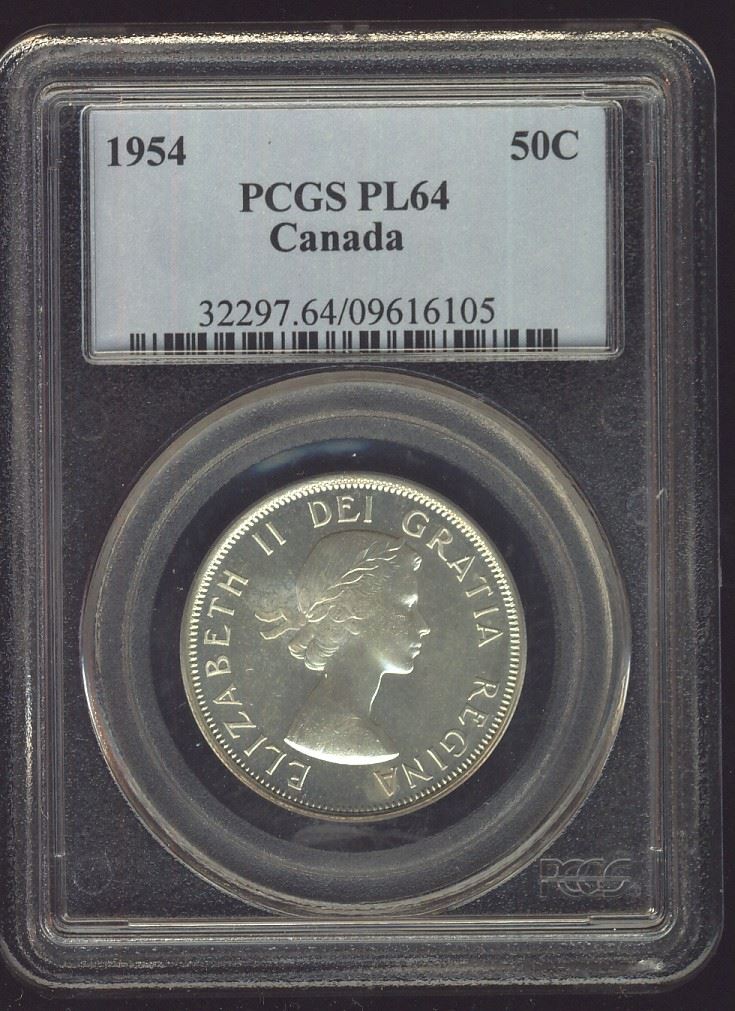 1954 50C
PCGS PL64
Canada
32297.64/09616105
ELIZABETH II DEI GRATIA REGINA
PCGS